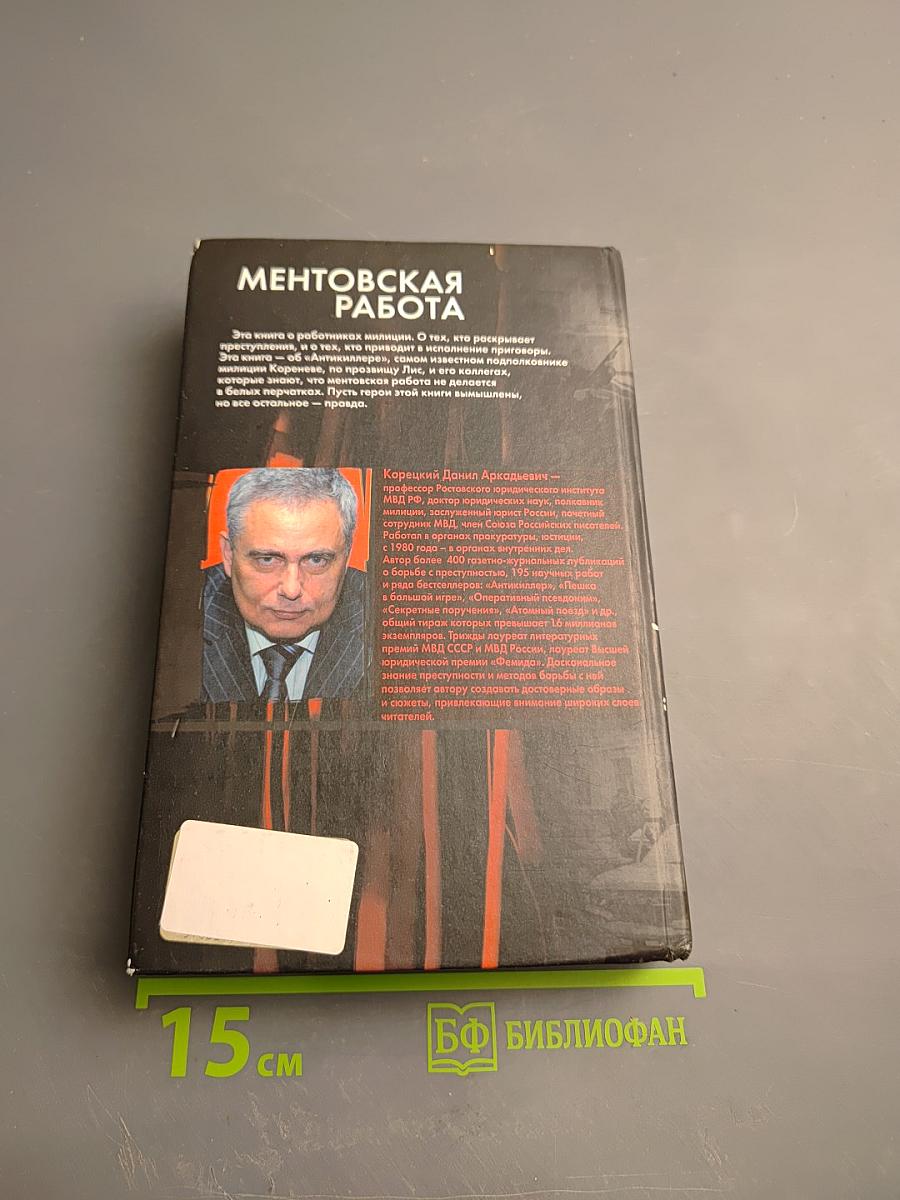 МЕНТОВСКАЯ
РАБОТА
Эта книга о работниках милиции. О тех, кто раскрывает
преступления, и о тех, кто приводит в исполнение приговоры.
Эта книга — об «Антикиллере», самом известном подполковнике
милиции Кореневе, по прозвищу Лис, и его коллегах,
которые знают, что ментовская работа не делается
в белых перчатках. Пусть герои этой книги вымышлены,
но все остальное — правда.
Корецкий Данил Аркадьевич —
профессор Ростовского юридического института
МВД РФ, доктор юридических наук, полковник
милиции, заслуженный юрист России, почетный
сотрудник МВД, член Союза Российских писателей.
Работал в органах прокуратуры, юстиции,
с 1980 года – в органах внутренних дел.
Автор более 400 газетно-журнальных публикаций
о борьбе с преступностью, 195 научных работ
и ряда бестселлеров: «Антикиллер», «Пешка
в большой игре», «Оперативный псевдоним»,
«Секретные поручения», «Атомный поезд» и др.,
общий тираж которых превышает 16 миллионов
экземпляров. Трижды лауреат литературных
премий МВД СССР и МВД России, лауреат Высшей
юридической премии «Фемида». Доскональное
знание преступности и методов борьбы с ней
позволяет автору создавать достоверные образы
и сюжеты, привлекающие внимание широких слоев
читателей.
15 см
БФ БИБЛИОФАН